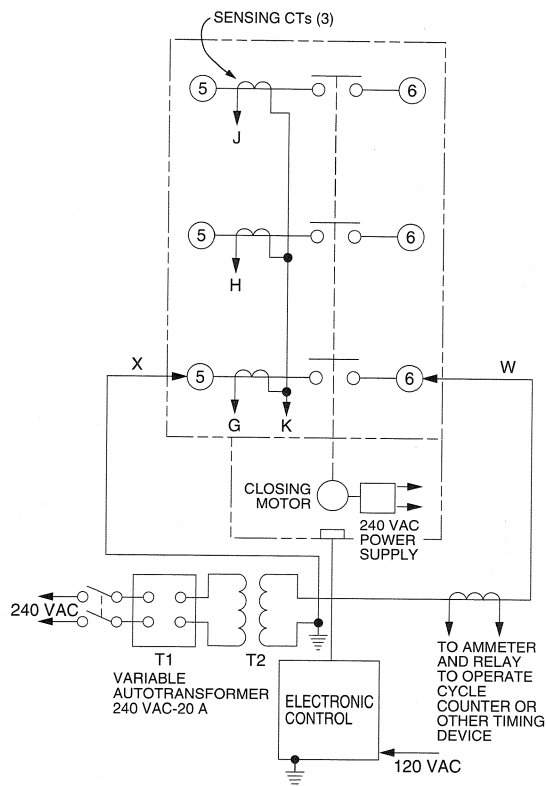 SENSING CTs (3)
5
6
J
5
6
H
X
W
5
6
G
K
CLOSING
MOTOR
240 VAC
POWER
SUPPLY
240 VAC
T1
T2
VARIABLE
AUTOTRANSFORMER
240 VAC-20 A
TO AMMETER
AND RELAY
TO OPERATE
CYCLE
COUNTER OR
OTHER TIMING
DEVICE
ELECTRONIC
CONTROL
120 VAC